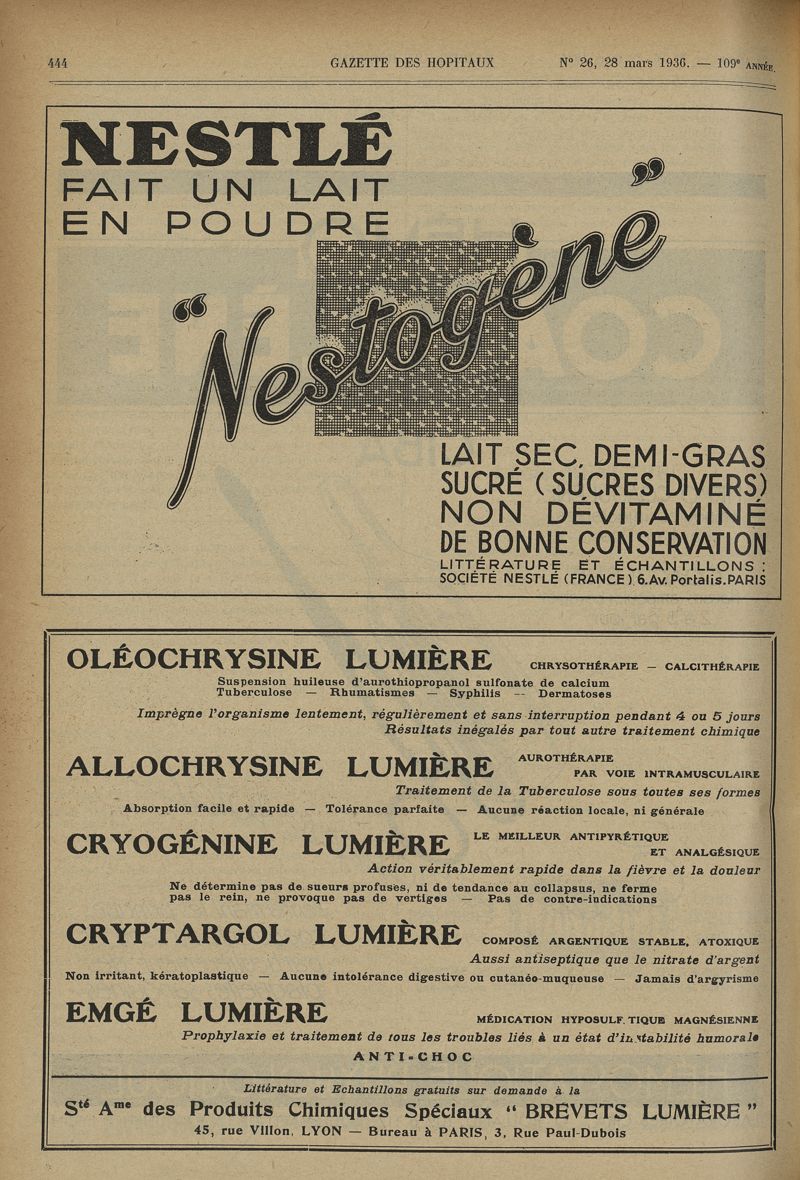 444 GAZETTE DES HOPITAUX N° 26, 28 mars 1936. — 109e ANNÉE.
NESTLÉ
FAIT UN LAIT
EN POUDRE
“Nestogène”
LAIT SEC, DEMI-GRAS
SUCRÉ (SUCRES DIVERS)
NON DÉVITAMINÉ
DE BONNE CONSERVATION
LITTÉRATURE ET ÉCHANTILLONS :
SOCIÉTÉ NESTLÉ (FRANCE). 6. Av. Portalis. PARIS
OLÉOCHRYSINE LUMIÈRE CHRYSOTHÉRAPIE — CALCITHÉRAPIE
Suspension huileuse d'aurothiopropanol sulfonate de calcium
Tuberculose — Rhumatismes — Syphilis — Dermatoses
Imprègne l'organisme lentement, régulièrement et sans interruption pendant 4 ou 5 jours
Résultats inégalés par tout autre traitement chimique
ALLOCHRYSINE LUMIÈRE AUROTHÉRAPIE
PAR VOIE INTRAMUSCULAIRE
Traitement de la Tuberculose sous toutes ses formes
Absorption facile et rapide — Tolérance parfaite — Aucune réaction locale, ni générale
CRYOGÉNINE LUMIÈRE LE MEILLEUR ANTIPYRÉTIQUE
ET ANALGÉSIQUE
Action véritablement rapide dans la fièvre et la douleur
Ne détermine pas de sueurs profuses, ni de tendance au collapsus, ne ferme
pas le rein, ne provoque pas de vertiges — Pas de contre-indications
CRYPTARGOL LUMIÈRE COMPOSÉ ARGENTIQUE STABLE, ATOXIQUE
Aussi antiseptique que le nitrate d'argent
Non irritant, kératoplastique — Aucune intolérance digestive ou cutanéo-muqueuse — Jamais d'argyrisme
EMGÉ LUMIÈRE MÉDICATION HYPOSULF.TIQUE MAGNÉSIENNE
Prophylaxie et traitement de tous les troubles liés à un état d'instabilité humorale
ANTI-CHOC
Littérature et Echantillons gratuits sur demande à la
Sté Ame des Produits Chimiques Spéciaux “ BREVETS LUMIÈRE ”
45, rue Villon, LYON — Bureau à PARIS, 3, Rue Paul-Dubois